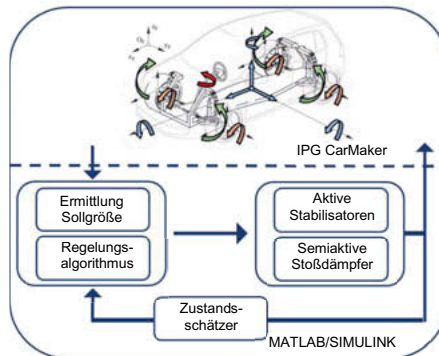 IPG CarMaker
Ermittlung
Sollgröße
Regelungs-
algorithmus
Aktive
Stabilisatoren
Semiaktive
Stoßdämpfer
Zustands-
schätzer
MATLAB/SIMULINK